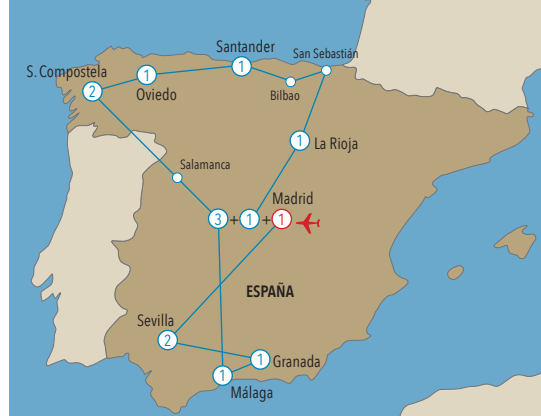 Santander
San Sebastián
S. Compostela
1
1
2
Oviedo
Bilbao
1
La Rioja
Salamanca
Madrid
3 + 1 + 1
ESPAÑA
Sevilla
2
1
Granada
1
Málaga